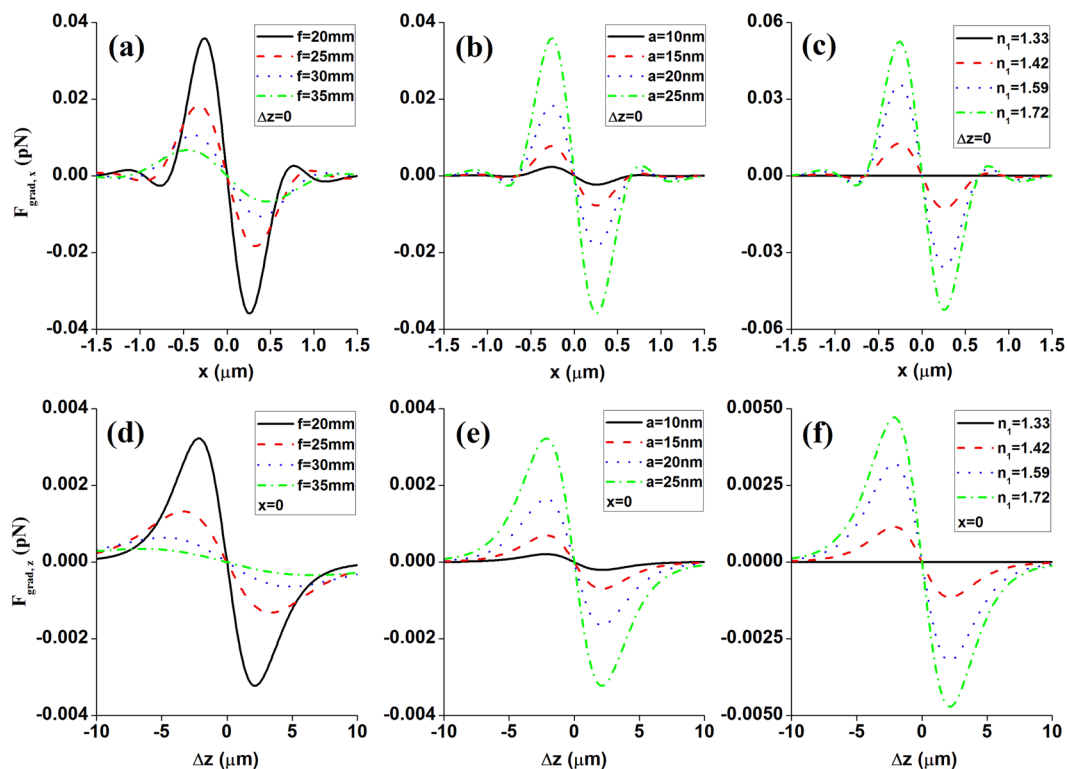 (a)
f=20mm
f=25mm
f=30mm
f=35mm
Δz=0
0.04
0.02
0.00
-0.02
-0.04
-1.5 -1.0 -0.5 0.0 0.5 1.0 1.5
x (μm)
F_grad, x (pN)
(b)
a=10nm
a=15nm
a=20nm
a=25nm
Δz=0
0.04
0.02
0.00
-0.02
-0.04
-1.5 -1.0 -0.5 0.0 0.5 1.0 1.5
x (μm)
(c)
n₁=1.33
n₁=1.42
n₁=1.59
n₁=1.72
Δz=0
0.06
0.03
0.00
-0.03
-0.06
-1.5 -1.0 -0.5 0.0 0.5 1.0 1.5
x (μm)
(d)
f=20mm
f=25mm
f=30mm
f=35mm
x=0
0.004
0.002
0.000
-0.002
-0.004
-10 -5 0 5 10
Δz (μm)
F_grad, z (pN)
(e)
a=10nm
a=15nm
a=20nm
a=25nm
x=0
0.004
0.002
0.000
-0.002
-0.004
-10 -5 0 5 10
Δz (μm)
(f)
n₁=1.33
n₁=1.42
n₁=1.59
n₁=1.72
x=0
0.0050
0.0025
0.0000
-0.0025
-0.0050
-10 -5 0 5 10
Δz (μm)